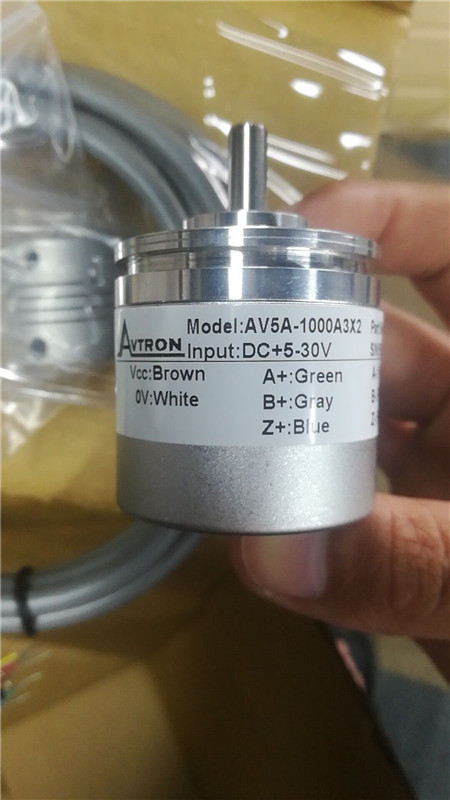 AVTRON
Model:AV5A-1000A3X2
Input:DC+5-30V
Vcc:Brown
0V:White
A+:Green
B+:Gray
Z+:Blue